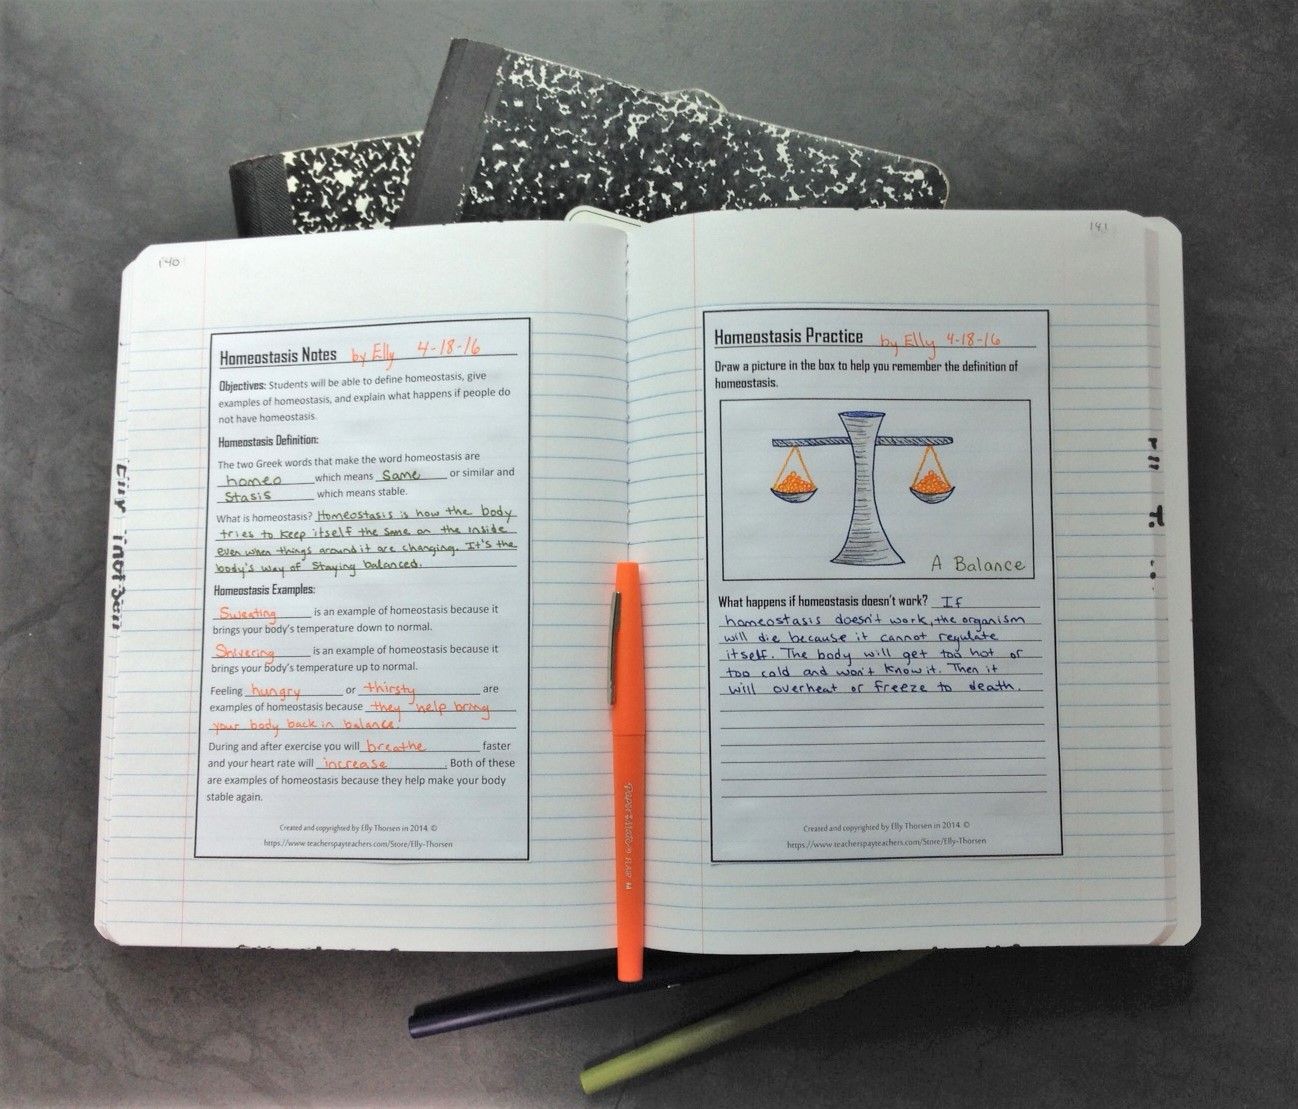 140
Homeostasis Notes by Elly 4-18-16
Objectives: Students will be able to define homeostasis, give
examples of homeostasis, and explain what happens if people do
not have homeostasis.
Homeostasis Definition:
The two Greek words that make the word homeostasis are
homeo which means Same or similar and
Stasis which means stable.
What is homeostasis? Homeostasis is how the body
tries to keep itself the same on the inside
even when things around it are changing. It's the
body's way of staying balanced.
Homeostasis Examples:
Sweating is an example of homeostasis because it
brings your body's temperature down to normal.
Shivering is an example of homeostasis because it
brings your body's temperature up to normal.
Feeling hungry or thirsty are
examples of homeostasis because they help bring
your body back in balance.
During and after exercise you will breathe faster
and your heart rate will increase. Both of these
are examples of homeostasis because they help make your body
stable again.
Created and copyrighted by Elly Thorsen in 2014 ©
https://www.teacherspayteachers.com/Store/Elly-Thorsen
141
Homeostasis Practice by Elly 4-18-16
Draw a picture in the box to help you remember the definition of
homeostasis.
A Balance
What happens if homeostasis doesn't work? If
homeostasis doesn't work, the organism
will die because it cannot regulate
itself. The body will get too hot or
too cold and won't know it. Then it
will overheat or freeze to death.
Created and copyrighted by Elly Thorsen in 2014 ©
https://www.teacherspayteachers.com/Store/Elly-Thorsen
Paper Mate FLAIR M
Elly Thorsen